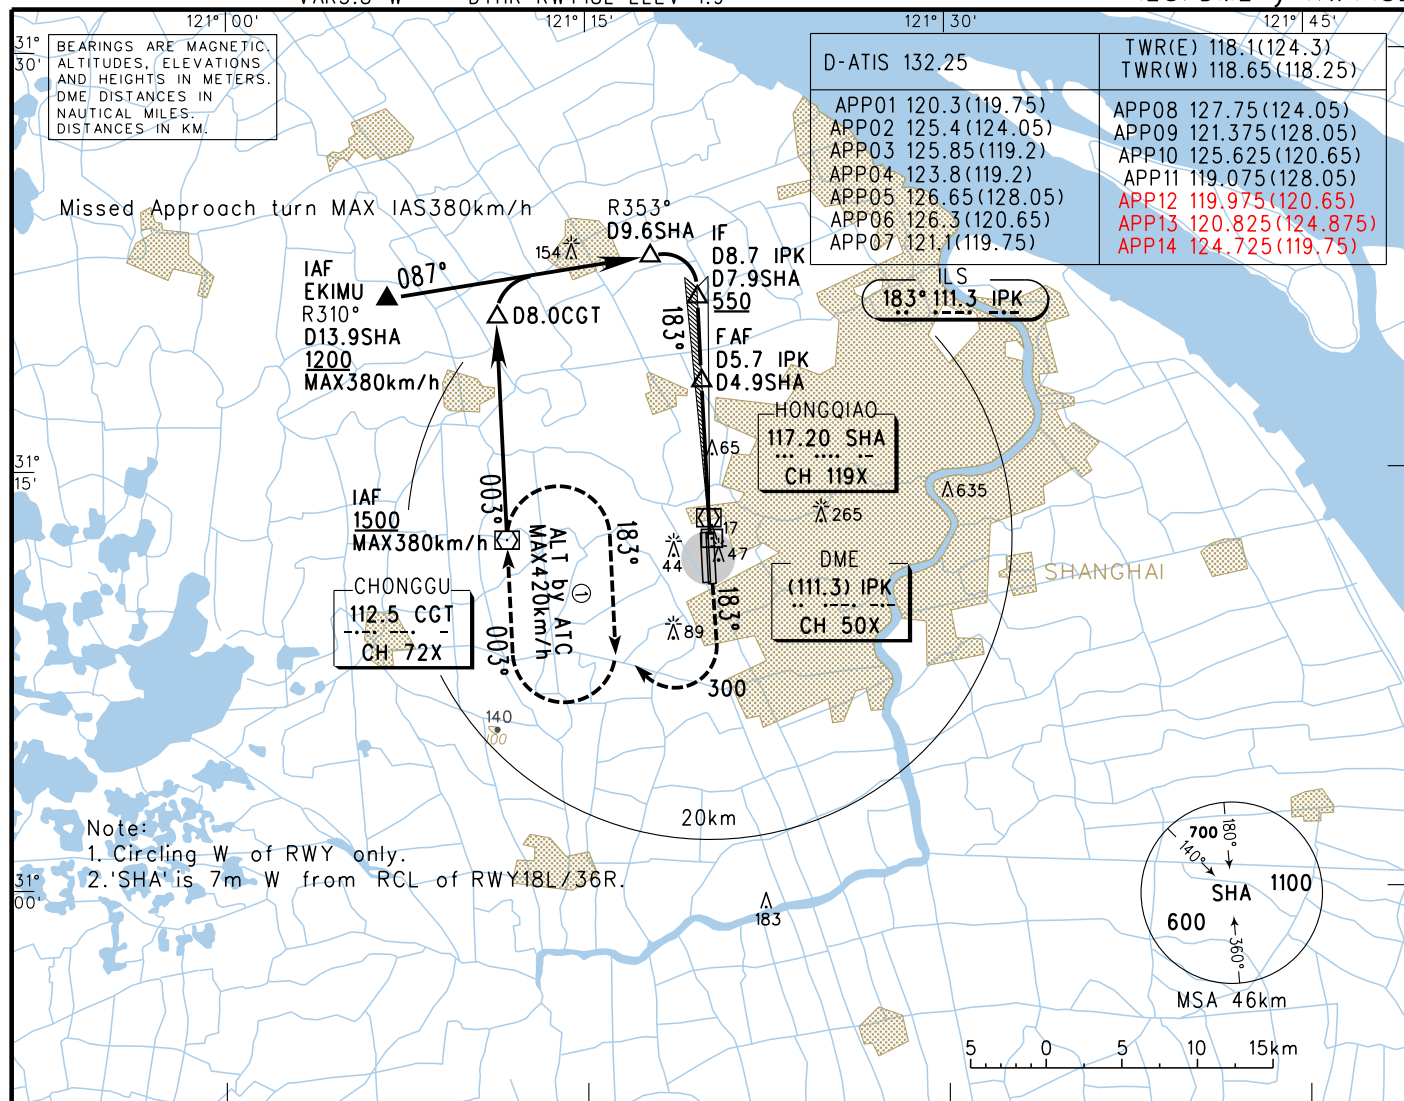 121° 00'
121° 15'
121° 30'
31°
30'
BEARINGS ARE MAGNETIC.
ALTITUDES, ELEVATIONS
AND HEIGHTS IN METERS.
DME DISTANCES IN
NAUTICAL MILES.
DISTANCES IN KM.
D-ATIS 132.25
TWR(E) 118.1(124.3)
TWR(W) 118.65(118.25)
APP01 120.3(119.75)
APP02 125.4(124.05)
APP03 125.85(119.2)
APP04 123.8(119.2)
APP05 126.65(128.05)
APP06 126.3(120.65)
APP07 121.1(119.75)
APP08 127.75(124.05)
APP09 121.375(128.05)
APP10 125.625(120.65)
APP11 119.075(128.05)
APP12 119.975(120.65)
APP13 120.825(124.875)
APP14 124.725(119.75)
Missed Approach turn MAX IAS380km/h
R353°
D9.6SHA
154
IF
D8.7 IPK
D7.9SHA
550
IAF
EKIMU
R310°
D13.9SHA
1200
MAX380km/h
087°
D8.0CGT
183°
FAF
D5.7 IPK
D4.9SHA
ILS
183° 111.3 IPK
HONGQIAO
117.20 SHA
CH 119X
65
31°
15'
635
265
IAF
1500
MAX380km/h
003°
183°
ALT by ATC
MAX420km/h
①
17
47
44
DME
(111.3) IPK
CH 50X
SHANGHAI
CHONGGU
112.5 CGT
CH 72X
003°
89
183°
300
140
100
20km
Note:
1. Circling W of RWY only.
2.'SHA' is 7m W from RCL of RWY18L/36R.
31°
00'
183
700
180°
140°
SHA
1100
600
360°
MSA 46km
5 0 5 10 15km